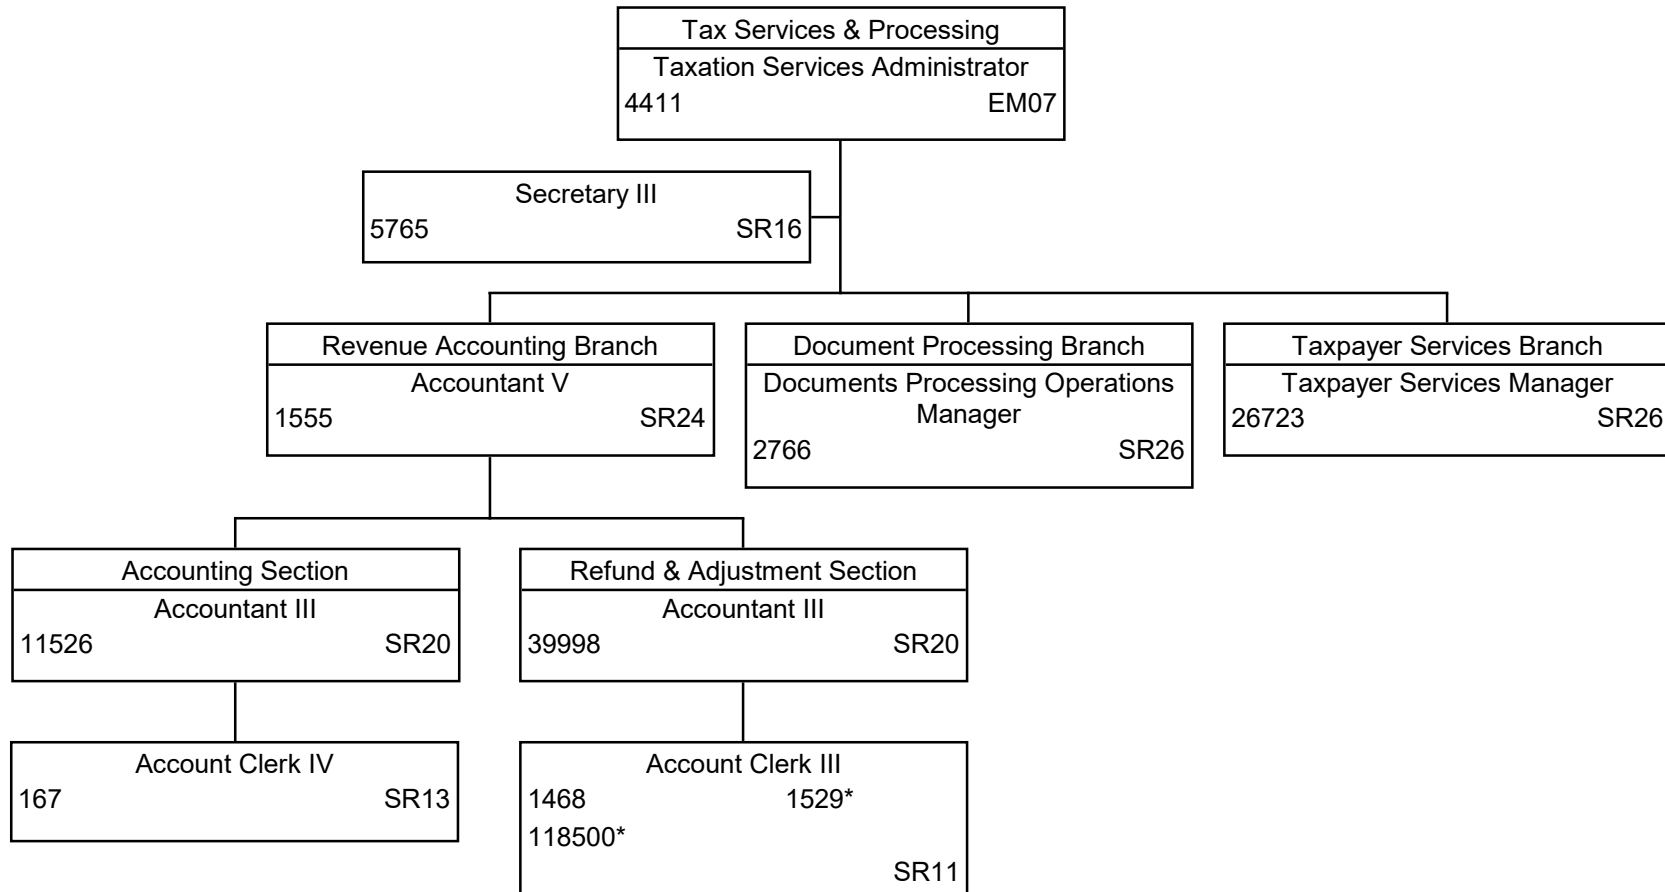 Tax Services & Processing
Taxation Services Administrator
4411 EM07
Secretary III
5765 SR16
Revenue Accounting Branch
Accountant V
1555 SR24
Document Processing Branch
Documents Processing Operations
Manager
2766 SR26
Taxpayer Services Branch
Taxpayer Services Manager
26723 SR26
Accounting Section
Accountant III
11526 SR20
Refund & Adjustment Section
Accountant III
39998 SR20
Account Clerk IV
167 SR13
Account Clerk III
1468 1529*
118500*
SR11